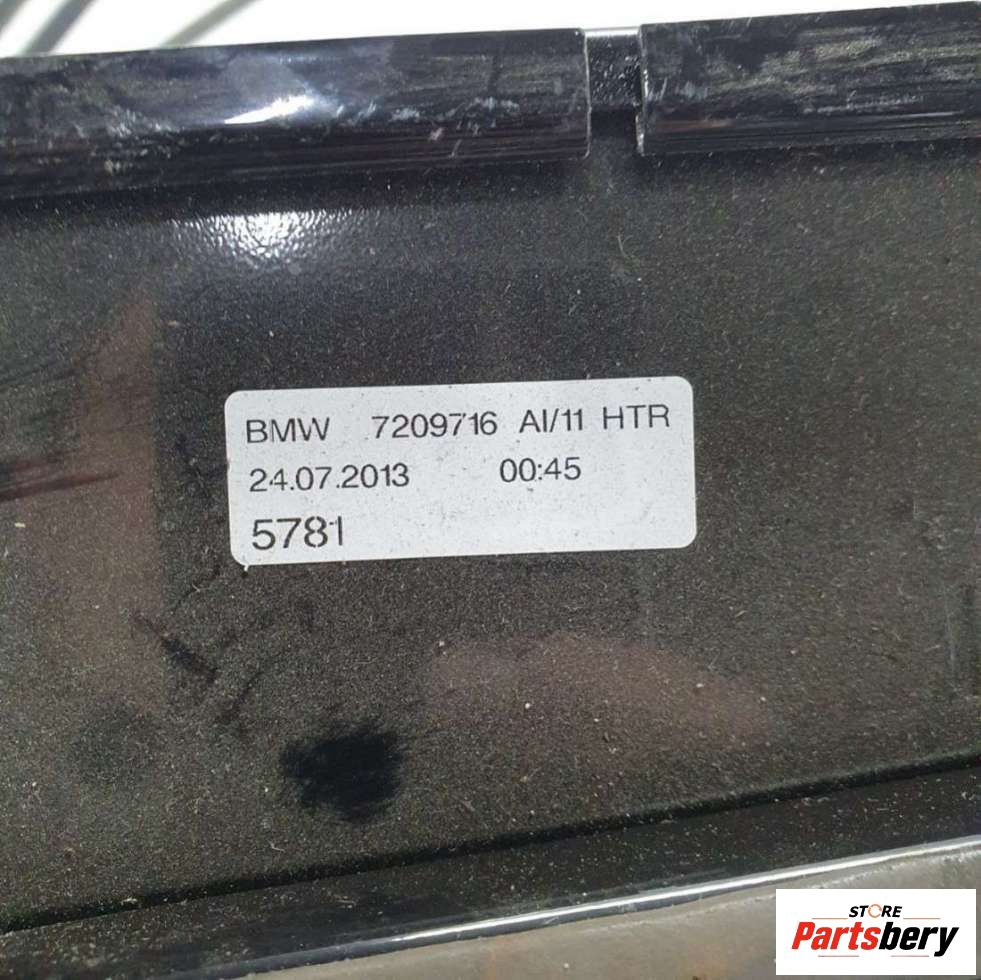 BMW 7209716 AI/11 HTR
24.07.2013 00:45
5781
STORE
Partsbery